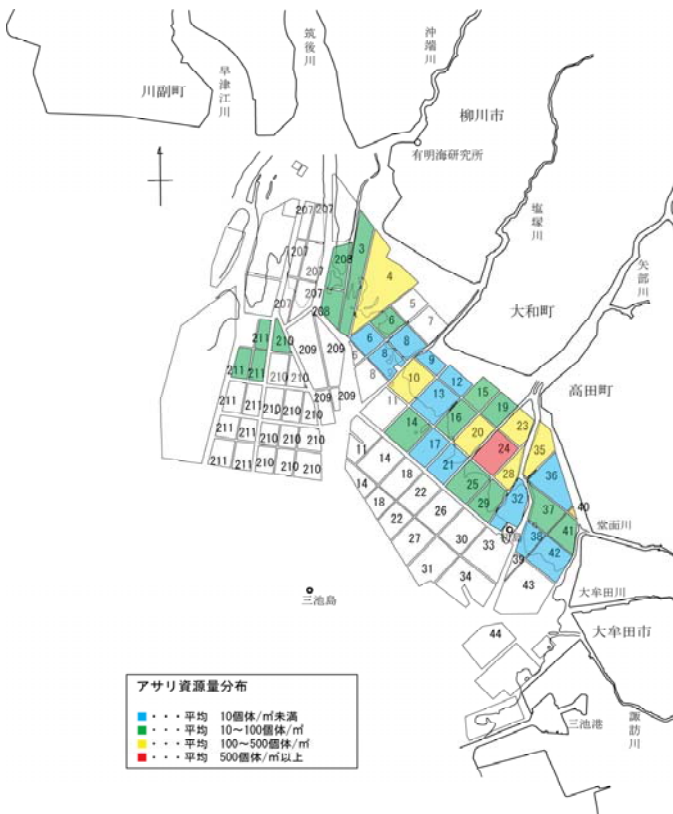 筑後川
沖端川
早津江川
川副町
柳川市
有明海研究所
塩塚川
矢部川
大和町
高田町
207 207
207 207
207 207
208
208
3
4
5
6
7
6
8
8
9
5
8
10
12
13
15
11
14
16
19
17
20
23
21
24
35
25
28
36
29
32
40
37
41
38
42
39
43
211 210
211 211
209 209
210 210
209 209
211 211 210 210 210
211 211 210 210 210
211 211 210 210 210
11
14
18
14
22
18
26
22
30
27
33
31
34
堂面川
大牟田川
大牟田市
三池島
44
三池港
諏訪川
アサリ資源量分布
・・・平均 10個体/㎡未満
・・・平均 10～100個体/㎡
・・・平均 100～500個体/㎡
・・・平均 500個体/㎡以上